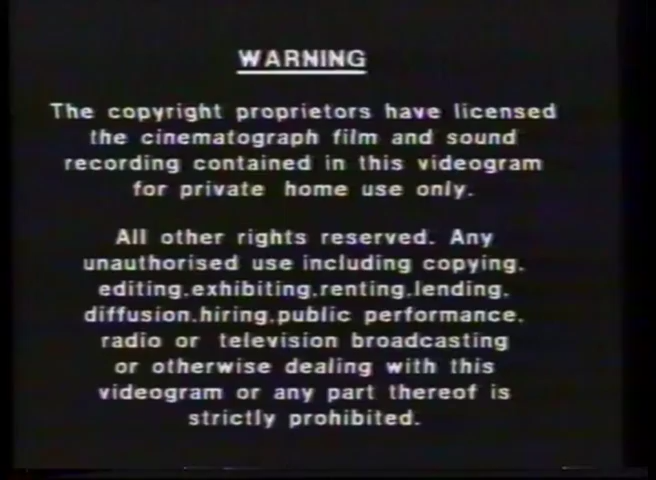 WARNING
The copyright proprietors have licensed
the cinematograph film and sound
recording contained in this videogram
for private home use only.
All other rights reserved. Any
unauthorised use including copying.
editing.exhibiting.renting.lending.
diffusion.hiring.public performance.
radio or television broadcasting
or otherwise dealing with this
videogram or any part thereof is
strictly prohibited.